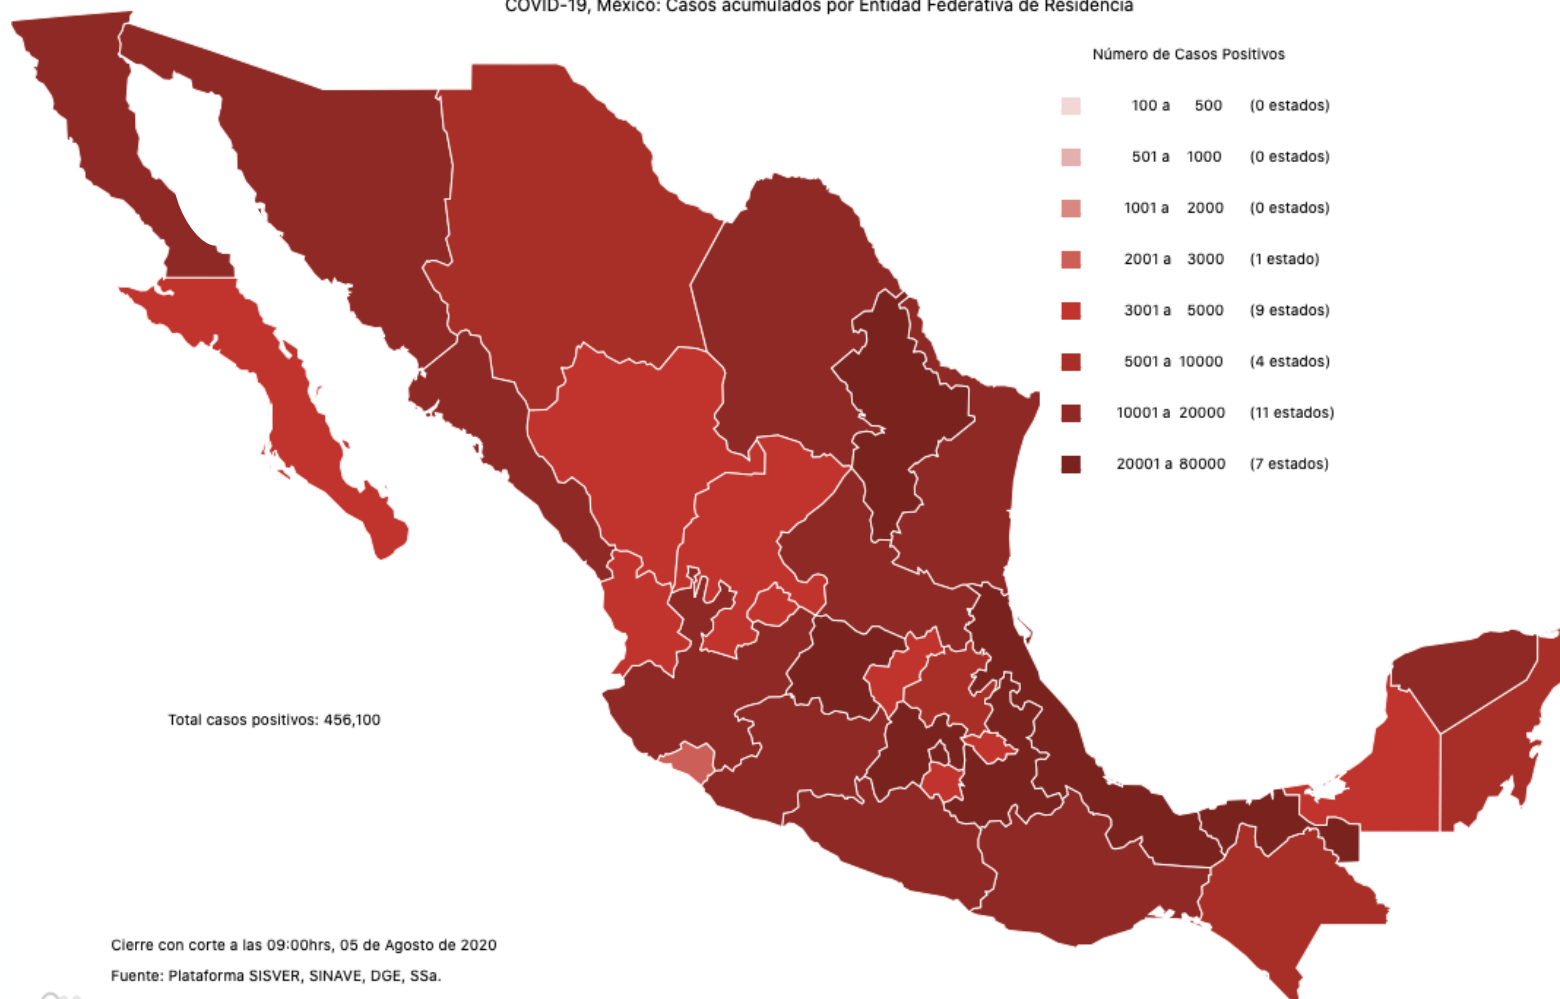 COVID-19, México: Casos acumulados por Entidad Federativa de Residencia
Número de Casos Positivos
100 a 500 (0 estados)
501 a 1000 (0 estados)
1001 a 2000 (0 estados)
2001 a 3000 (1 estado)
3001 a 5000 (9 estados)
5001 a 10000 (4 estados)
10001 a 20000 (11 estados)
20001 a 80000 (7 estados)
Total casos positivos: 456,100
Cierre con corte a las 09:00hrs, 05 de Agosto de 2020
Fuente: Plataforma SISVER, SINAVE, DGE, SSa.